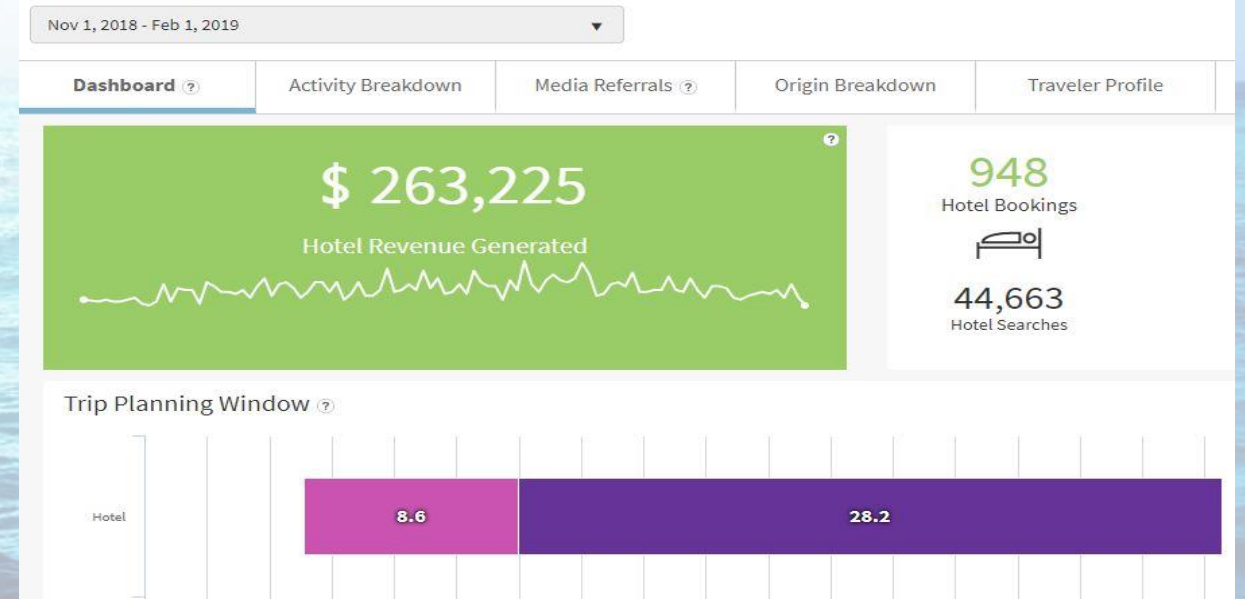 Nov 1, 2018 - Feb 1, 2019 ▼
Dashboard ? Activity Breakdown Media Referrals ? Origin Breakdown Traveler Profile
?
$ 263,225
Hotel Revenue Generated
948
Hotel Bookings
44,663
Hotel Searches
Trip Planning Window ?
Hotel 8.6 28.2